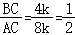 BC/AC = 4k/8k = 1/2